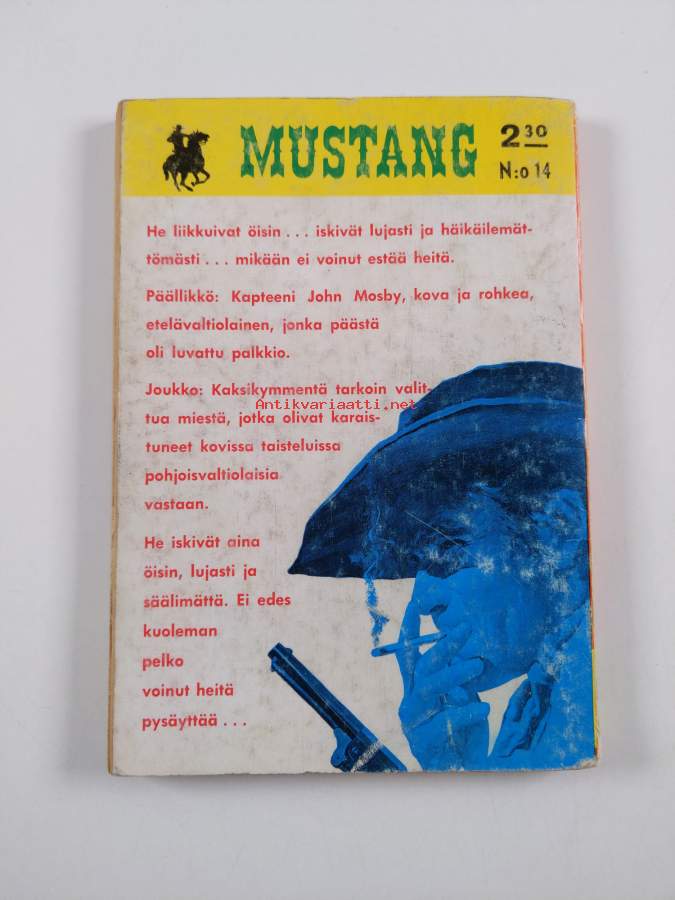 MUSTANG
2 30
N:o 14
He liikkuivat öisin . . . iskivät lujasti ja häikäilemät-
tömästi . . . mikään ei voinut estää heitä.
Päällikkö: Kapteeni John Mosby, kova ja rohkea,
etelävaltiolainen, jonka päästä
oli luvattu palkkio.
Joukko: Kaksikymmentä tarkoin valit-
Antikvariaatti.net
tua miestä, jotka olivat karais-
tuneet kovissa taisteluissa
pohjoisvaltiolaisia
vastaan.
He iskivät aina
öisin, lujasti ja
säälimättä. Ei edes
kuoleman
pelko
voinut heitä
pysäyttää . . .